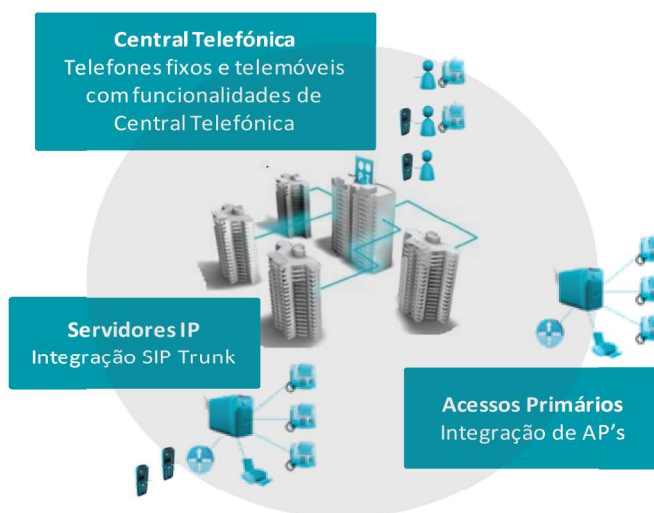 Central Telefónica
Telefones fixos e telemóveis
com funcionalidades de
Central Telefónica
Servidores IP
Integração SIP Trunk
Acessos Primários
Integração de AP's